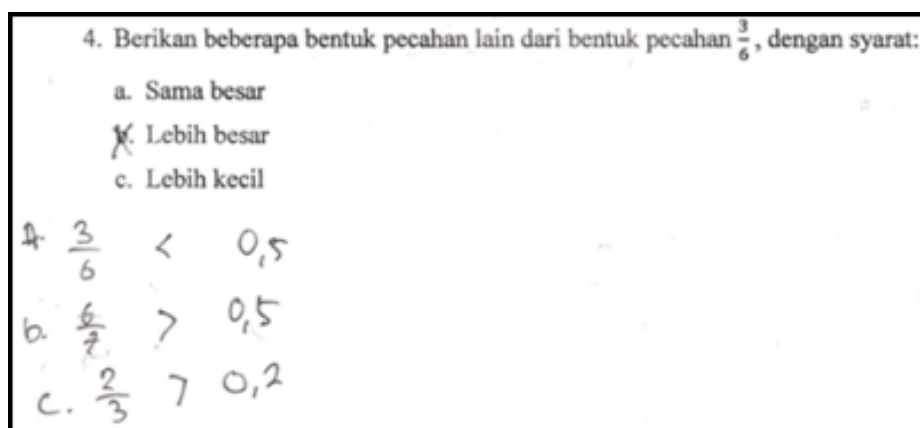 4. Berikan beberapa bentuk pecahan lain dari bentuk pecahan 3/6, dengan syarat:
a. Sama besar
b. Lebih besar
c. Lebih kecil
A. 3/6 < 0,5
b. 6/7 > 0,5
c. 2/3 > 0,2